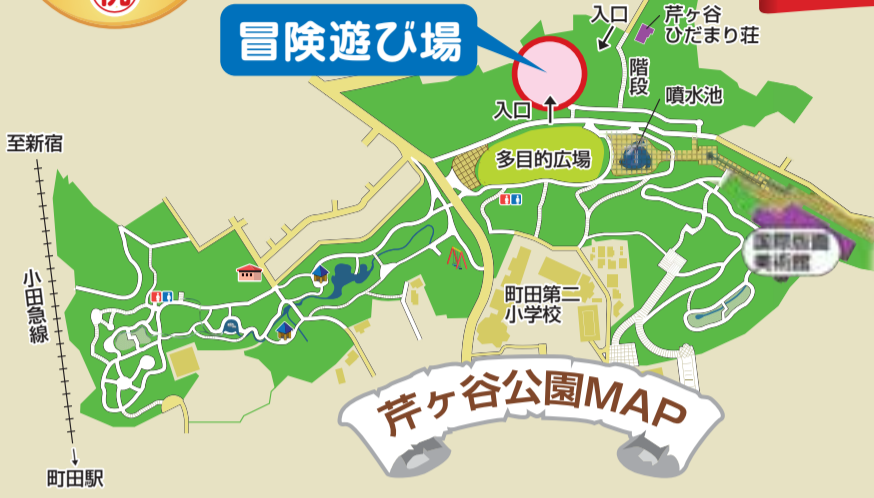 冒険遊び場
入口
芹ヶ谷
ひだまり荘
階段
噴水池
入口
多目的広場
至新宿
小田急線
国際版画
美術館
町田第二
小学校
芹ヶ谷公園MAP
町田駅